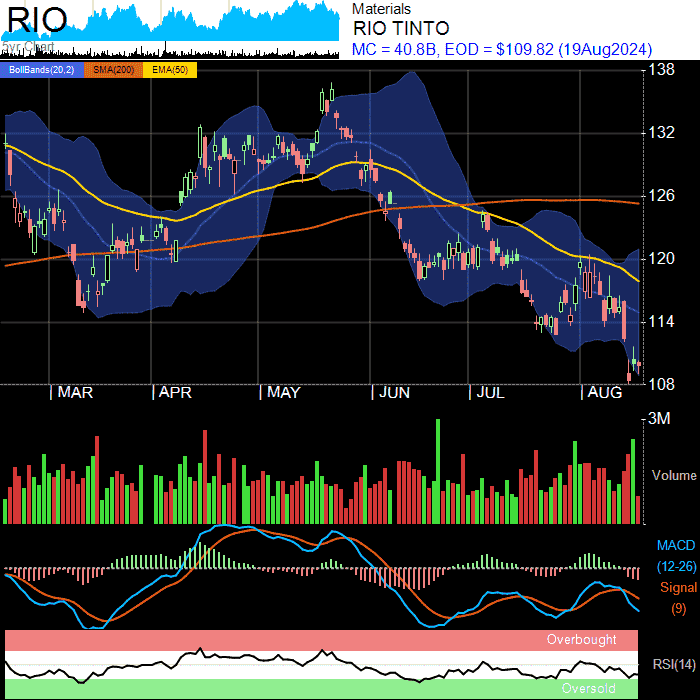 RIO
5yr Chart
Materials
RIO TINTO
MC = 40.8B, EOD = $109.82 (19Aug2024)
BollBands(20,2) SMA(200) EMA(50)
138
132
126
120
114
108
MAR APR MAY JUN JUL AUG
3M
Volume
MACD
(12-26)
Signal
(9)
Overbought
RSI(14)
Oversold